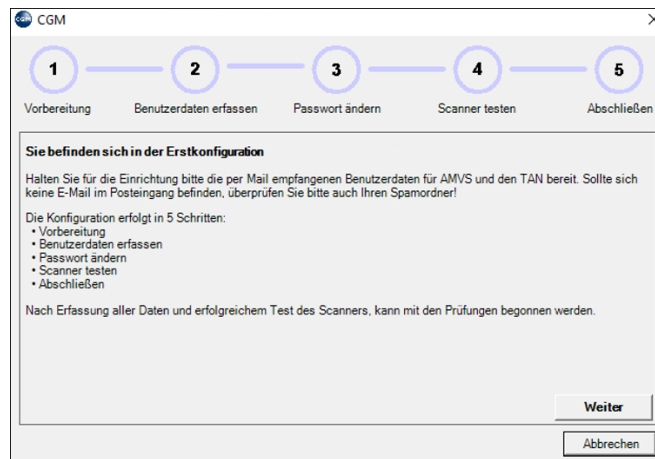 CGM
1
2
3
4
5
Vorbereitung
Benutzerdaten erfassen
Passwort ändern
Scanner testen
Abschließen
Sie befinden sich in der Erstkonfiguration
Halten Sie für die Einrichtung bitte die per Mail empfangenen Benutzerdaten für AMVS und den TAN bereit. Sollte sich
keine E-Mail im Posteingang befinden, überprüfen Sie bitte auch Ihren Spamordner!
Die Konfiguration erfolgt in 5 Schritten:
• Vorbereitung
• Benutzerdaten erfassen
• Passwort ändern
• Scanner testen
• Abschließen
Nach Erfassung aller Daten und erfolgreichem Test des Scanners, kann mit den Prüfungen begonnen werden.
Weiter
Abbrechen